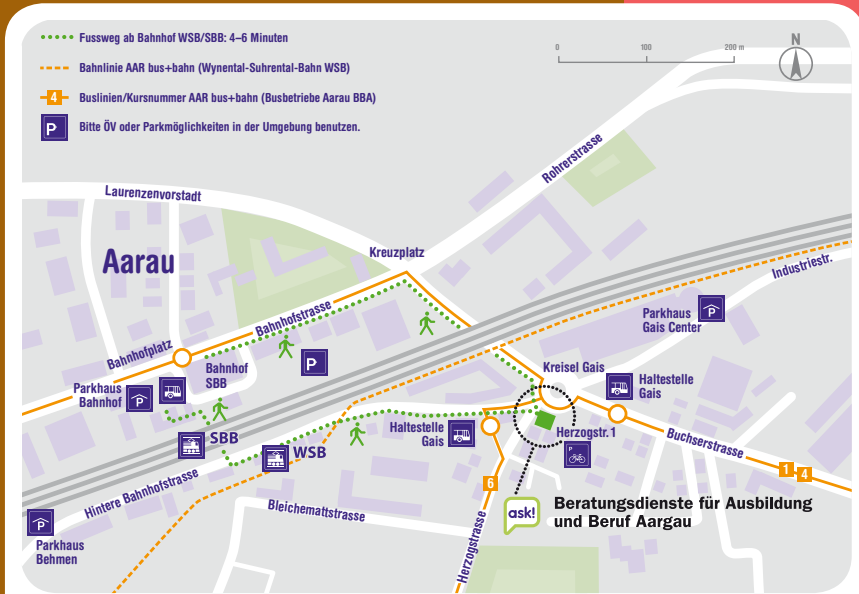 Fussweg ab Bahnhof WSB/SBB: 4–6 Minuten
Bahnlinie AAR bus+bahn (Wynental-Suhrental-Bahn WSB)
4
Buslinien/Kursnummer AAR bus+bahn (Busbetriebe Aarau BBA)
P
Bitte ÖV oder Parkmöglichkeiten in der Umgebung benutzen.
0 100 200 m
N
Rohrerstrasse
Laurenzenvorstadt
Aarau
Kreuzplatz
Industriestr.
Bahnhofstrasse
Parkhaus
Gais Center
P
Bahnhofplatz
Bahnhof
SBB
P
Kreisel Gais
Parkhaus
Bahnhof
P
Haltestelle
Gais
Haltestelle
Gais
Herzogstr. 1
P
Buchserstrasse
SBB
WSB
1
4
6
Hintere Bahnhofstrasse
Bleichemattstrasse
Herzogstrasse
P
Parkhaus
Behmen
ask!
Beratungsdienste für Ausbildung
und Beruf Aargau